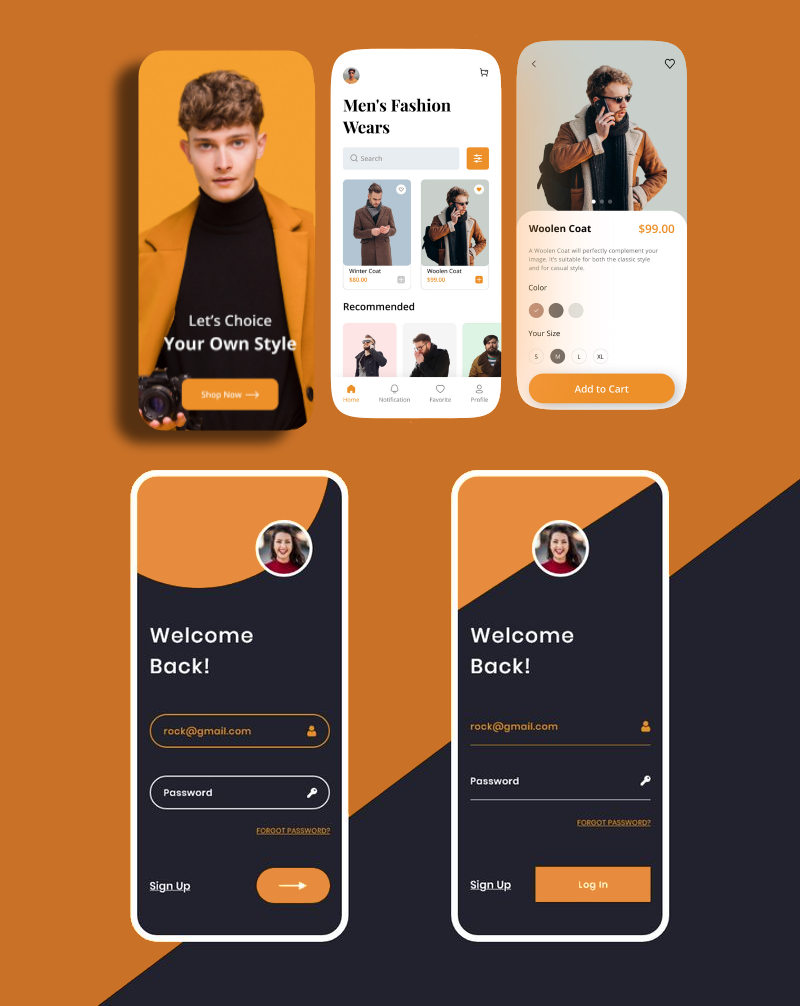 Let's Choice
Your Own Style
Shop Now
Men's Fashion
Wears
Search
Winter Coat
$80.00
Woolen Coat
$99.00
Recommended
Home
Notification
Favorite
Profile
Woolen Coat
$99.00
A Woolen Coat will perfectly complement your
image. It's suitable for both the classic style
and for casual style.
Color
Your Size
S
M
L
XL
Add to Cart
Welcome
Back!
rock@gmail.com
Password
FORGOT PASSWORD?
Sign Up
Welcome
Back!
rock@gmail.com
Password
FORGOT PASSWORD?
Sign Up
Log In